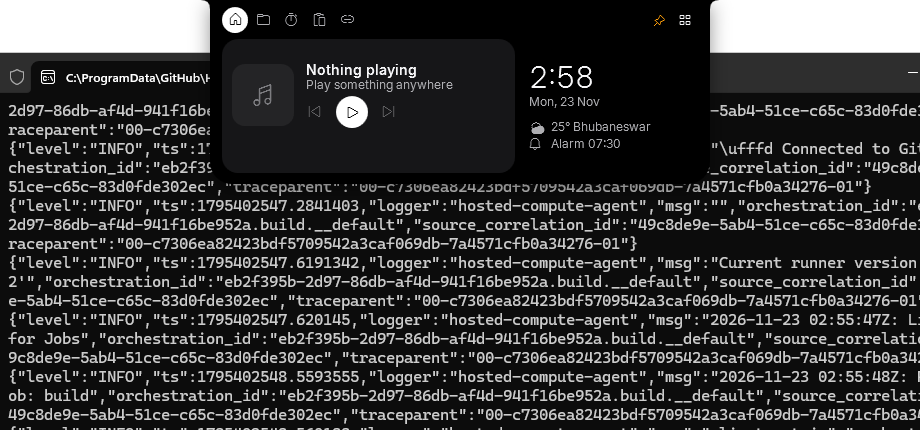 C:\ProgramData\GitHub\H
Nothing playing
Play something anywhere
2:58
Mon, 23 Nov
25° Bhubaneswar
Alarm 07:30
2d97-86db-af4d-941f16be -5ab4-51ce-c65c-83d0fde1
raceparent":"00-c7306ea
{"level":"INFO","ts":17 "\ufffd Connected to Git
chestration_id":"eb2f395 ce_correlation_id":"49c8de
51ce-c65c-83d0fde302ec","traceparent":"00-c7306ea82423bdf5709542a3caf069db-7a4571cfb0a34276-01"}
{"level":"INFO","ts":1795402547.2841403,"logger":"hosted-compute-agent","msg":"","orchestration_id":"e
2d97-86db-af4d-941f16be952a.build.__default","source_correlation_id":"49c8de9e-5ab4-51ce-c65c-83d0fde
raceparent":"00-c7306ea82423bdf5709542a3caf069db-7a4571cfb0a34276-01"}
{"level":"INFO","ts":1795402547.6191342,"logger":"hosted-compute-agent","msg":"Current runner version
2'","orchestration_id":"eb2f395b-2d97-86db-af4d-941f16be952a.build.__default","source_correlation_id":
e-5ab4-51ce-c65c-83d0fde302ec","traceparent":"00-c7306ea82423bdf5709542a3caf069db-7a4571cfb0a34276-01"
{"level":"INFO","ts":1795402547.620145,"logger":"hosted-compute-agent","msg":"2026-11-23 02:55:47Z: Li
for Jobs","orchestration_id":"eb2f395b-2d97-86db-af4d-941f16be952a.build.__default","source_correlatio
9c8de9e-5ab4-51ce-c65c-83d0fde302ec","traceparent":"00-c7306ea82423bdf5709542a3caf069db-7a4571cfb0a342
{"level":"INFO","ts":1795402548.5593555,"logger":"hosted-compute-agent","msg":"2026-11-23 02:55:48Z:
ob: build","orchestration_id":"eb2f395b-2d97-86db-af4d-941f16be952a.build.__default","source_correlati
49c8de9e-5ab4-51ce-c65c-83d0fde302ec","traceparent":"00-c7306ea82423bdf5709542a3caf069db-7a4571cfb0a34